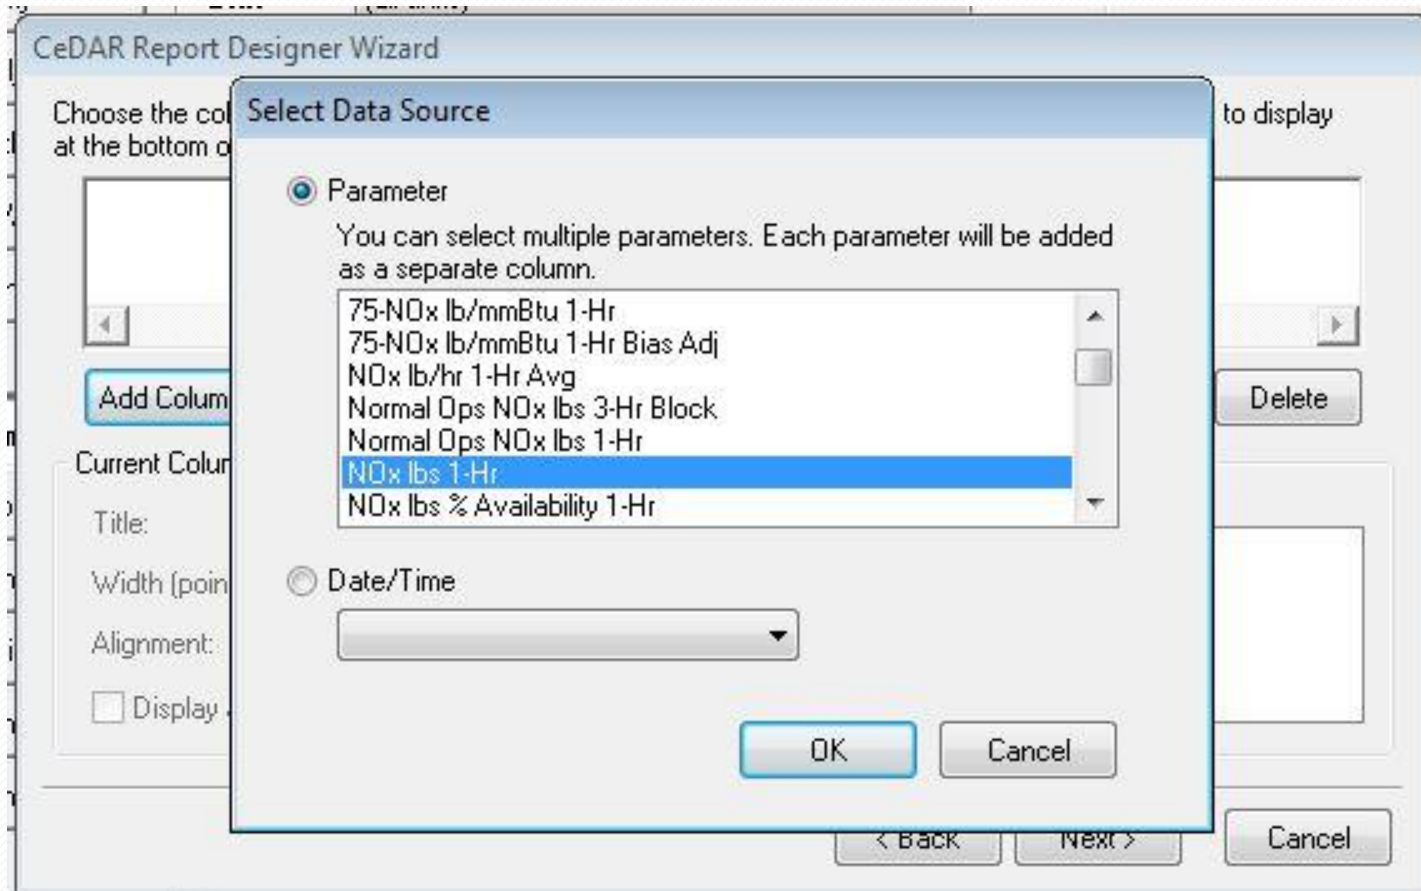 CeDAR Report Designer Wizard
Choose the col
to display
at the bottom o
Select Data Source
Parameter
You can select multiple parameters. Each parameter will be added
as a separate column.
75-NOx lb/mmBtu 1-Hr
75-NOx lb/mmBtu 1-Hr Bias Adj
NOx lb/hr 1-Hr Avg
Normal Ops NOx lbs 3-Hr Block
Normal Ops NOx lbs 1-Hr
NOx lbs 1-Hr
NOx lbs % Availability 1-Hr
Add Colum
Delete
Current Colum
Title:
Width (poin
Alignment:
Display
Date/Time
OK
Cancel
< Back
Next >
Cancel